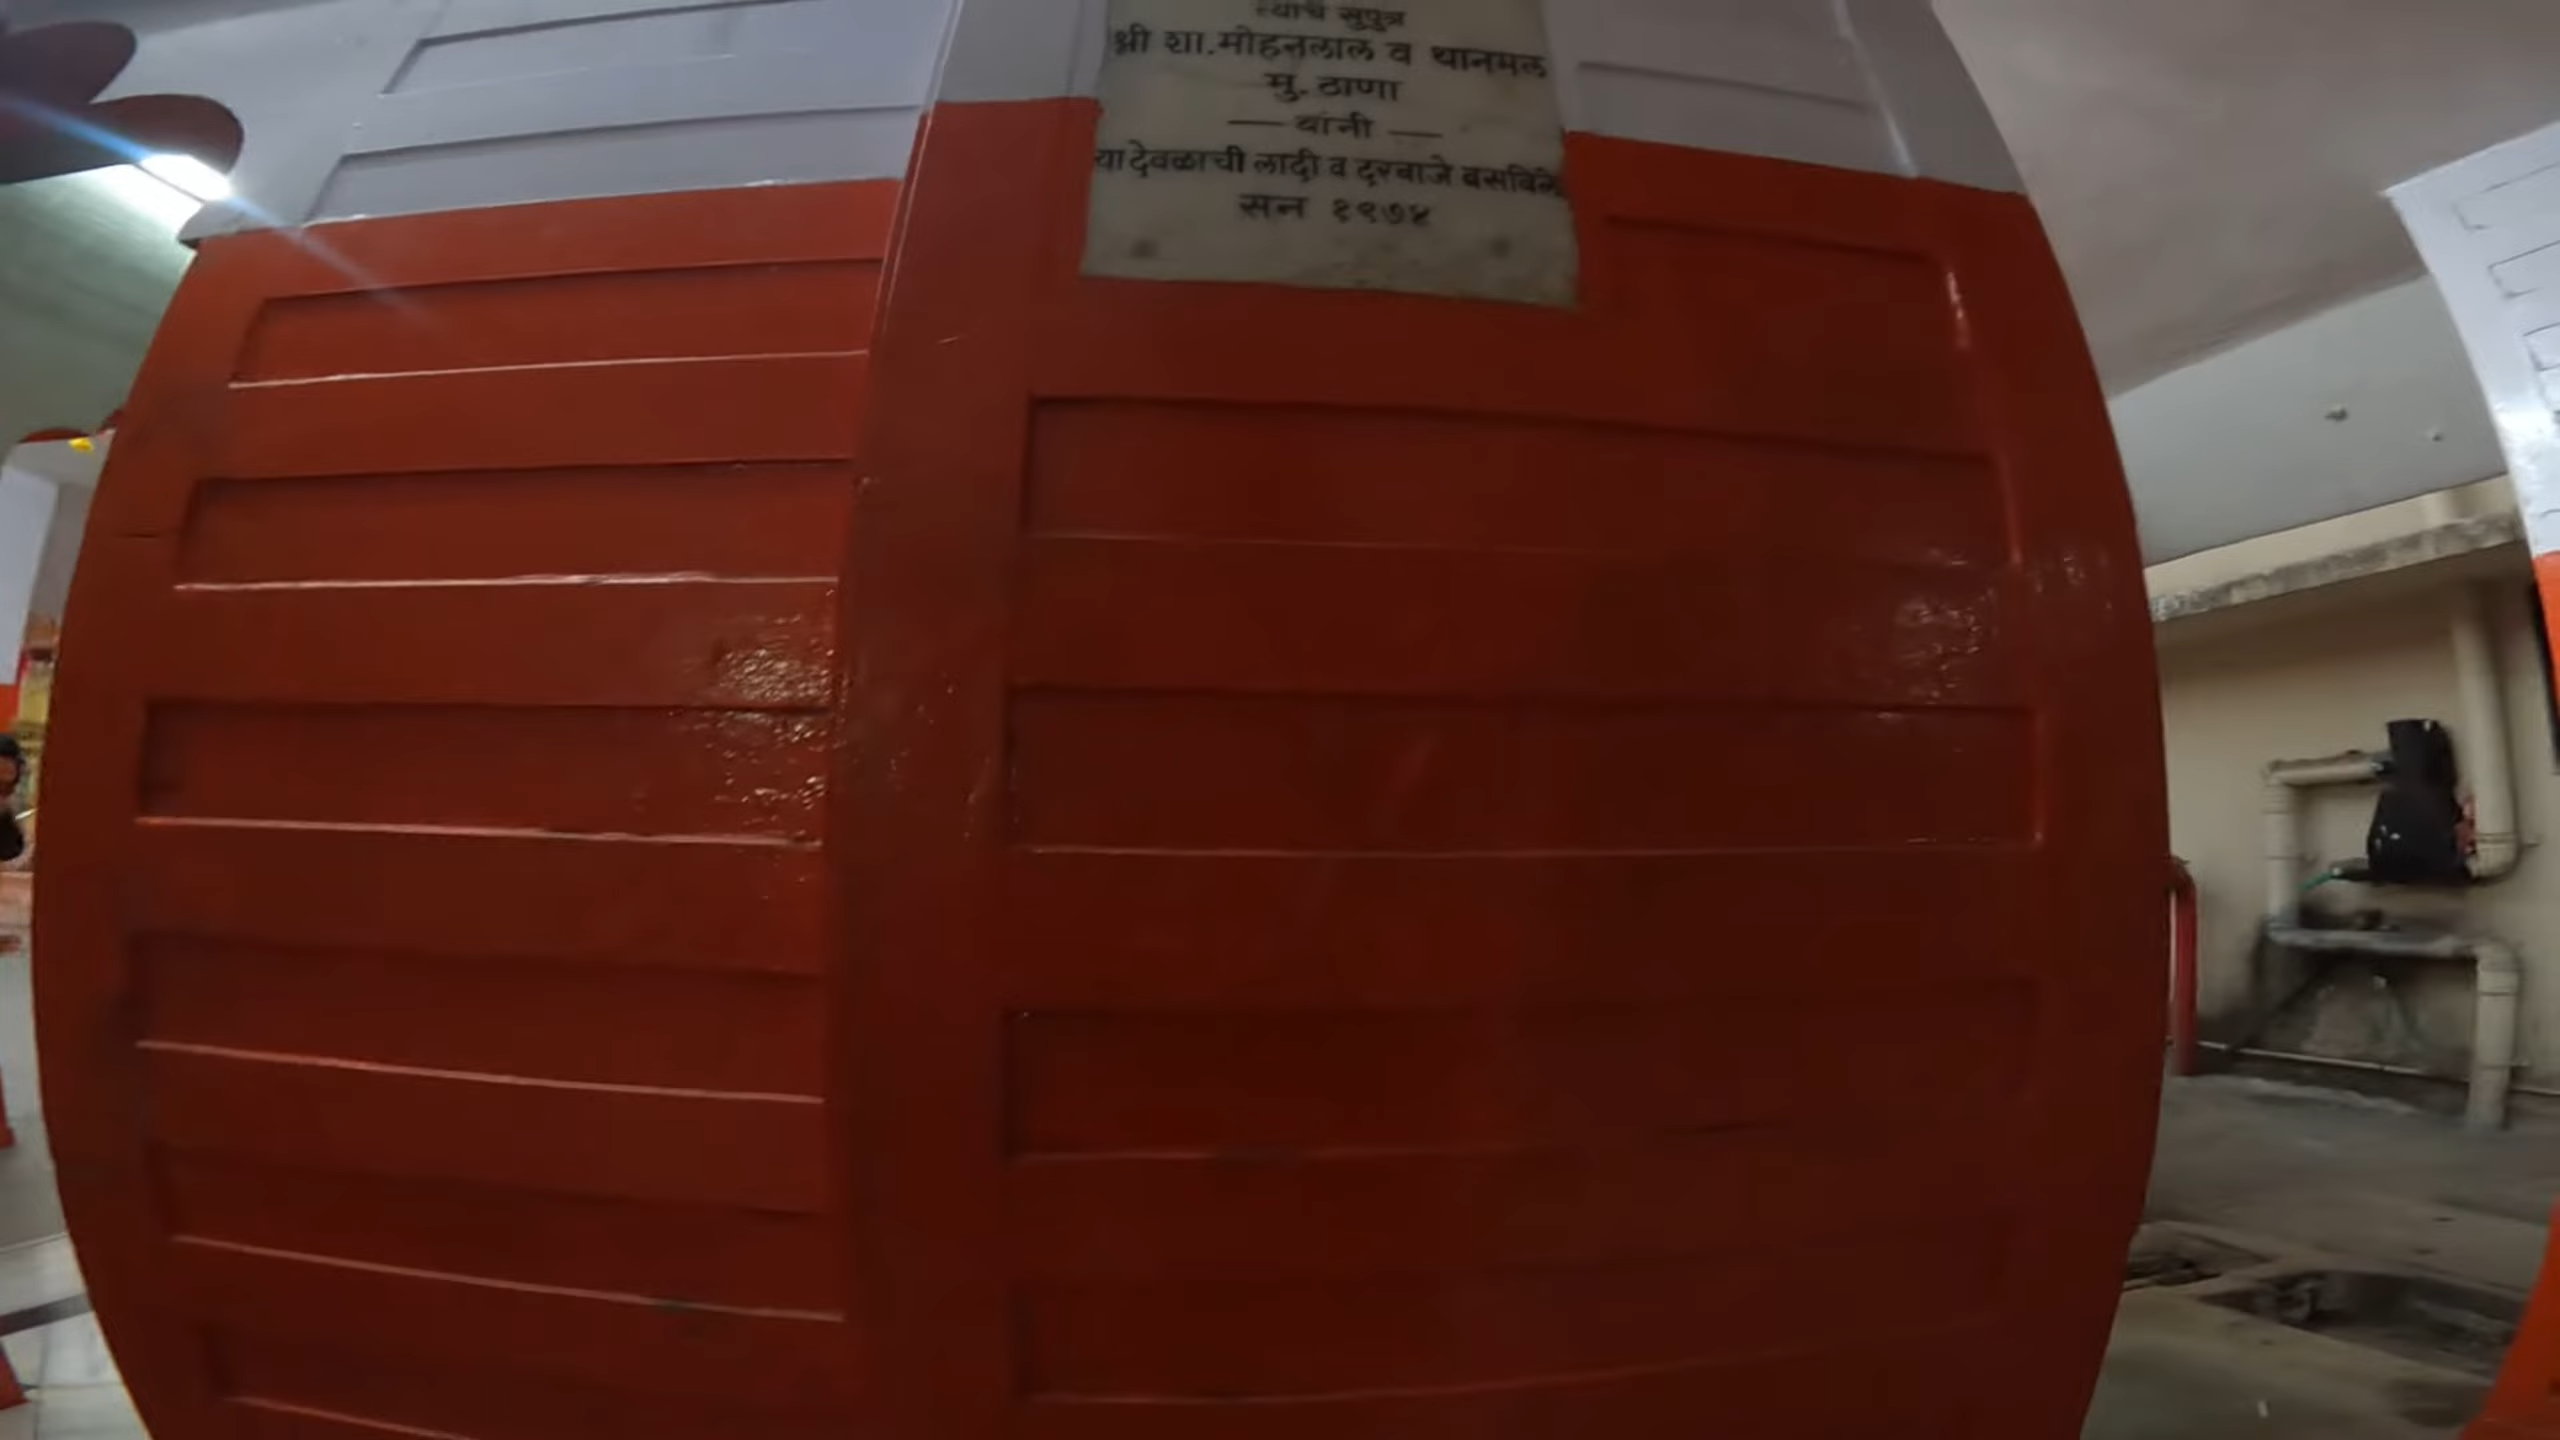 त्यांचे सुपुत्र
श्री शा.मोहनलाल व थानमल
मु. ठाणा
— यांनी —
या देवळाची लादी व दरवाजे बसविले
सन १९७४